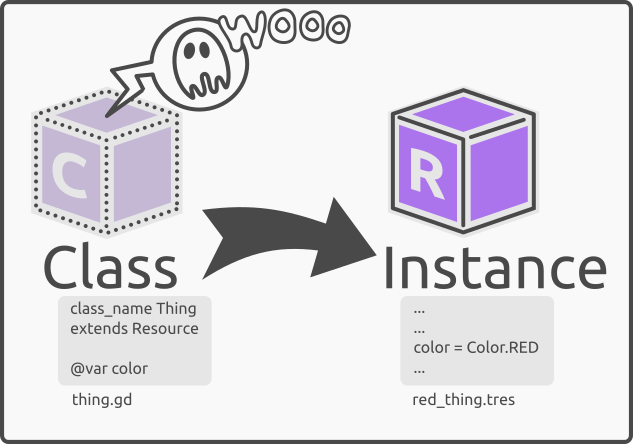 WOOO
C
R
Class
Instance
class_name Thing
extends Resource
@var color
thing.gd
...
...
color = Color.RED
...
red_thing.tres